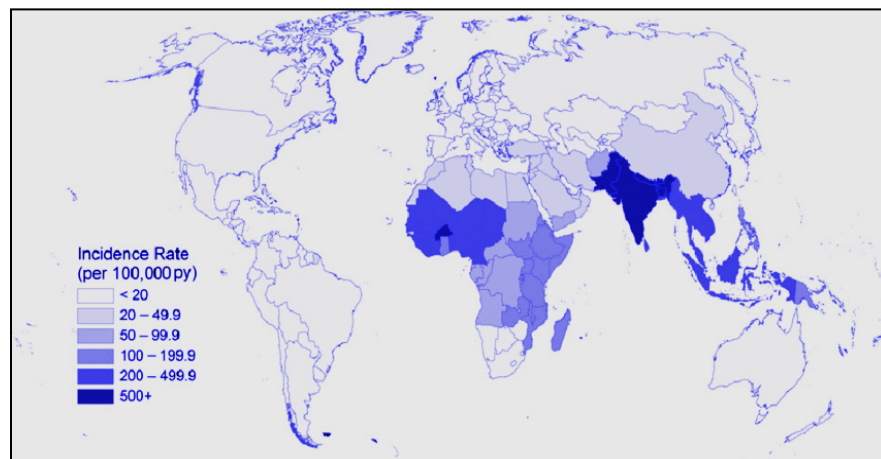 Incidence Rate
(per 100,000 py)
< 20
20 – 49.9
50 – 99.9
100 – 199.9
200 – 499.9
500+